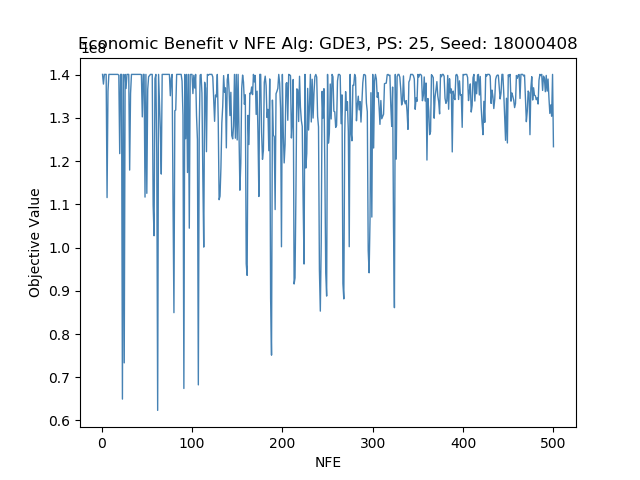 Economic Benefit v NFE Alg: GDE3, PS: 25, Seed: 18000408
1e8
1.4
1.3
1.2
1.1
1.0
0.9
0.8
0.7
0.6
Objective Value
0 100 200 300 400 500
NFE